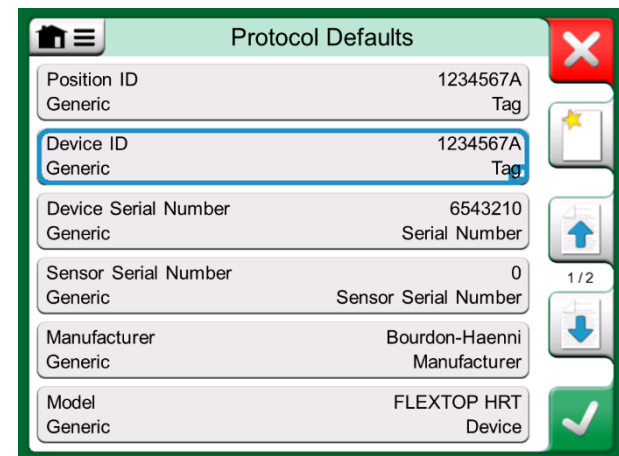 Protocol Defaults
Position ID 1234567A
Generic Tag
Device ID 1234567A
Generic Tag
Device Serial Number 6543210
Generic Serial Number
Sensor Serial Number 0
Generic Sensor Serial Number
1/2
Manufacturer Bourdon-Haenni
Generic Manufacturer
Model FLEXTOP HRT
Generic Device